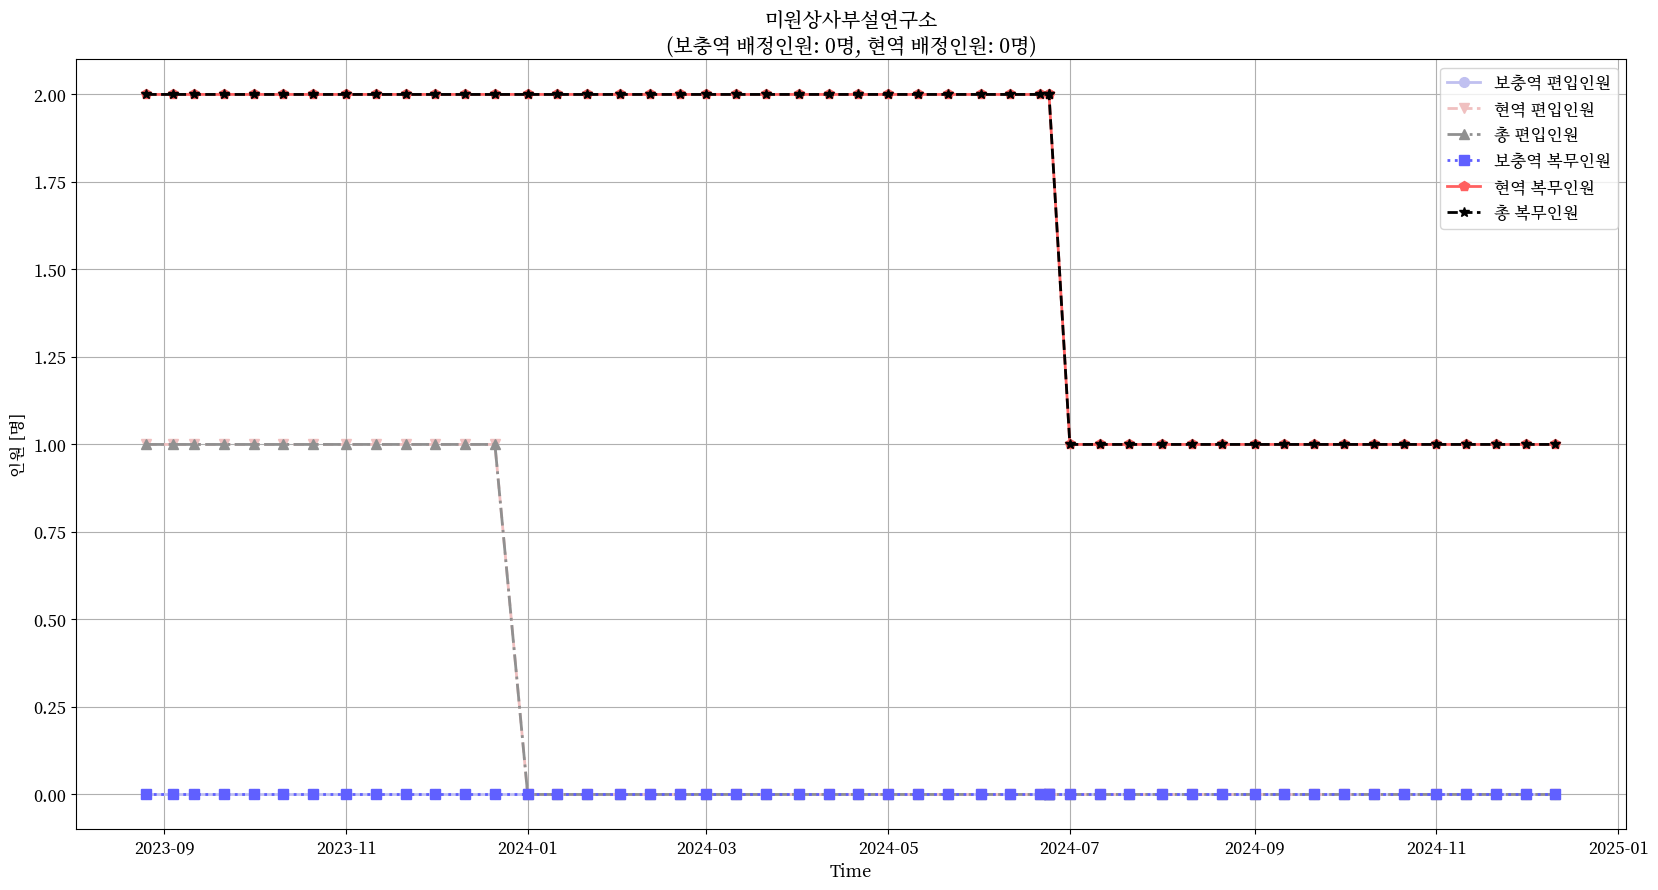 미원상사부설연구소
(보충역 배정인원: 0명, 현역 배정인원: 0명)
보충역 편입인원
현역 편입인원
총 편입인원
보충역 복무인원
현역 복무인원
총 복무인원
인원 [명]
2.00
1.75
1.50
1.25
1.00
0.75
0.50
0.25
0.00
2023-09 2023-11 2024-01 2024-03 2024-05 2024-07 2024-09 2024-11 2025-01
Time